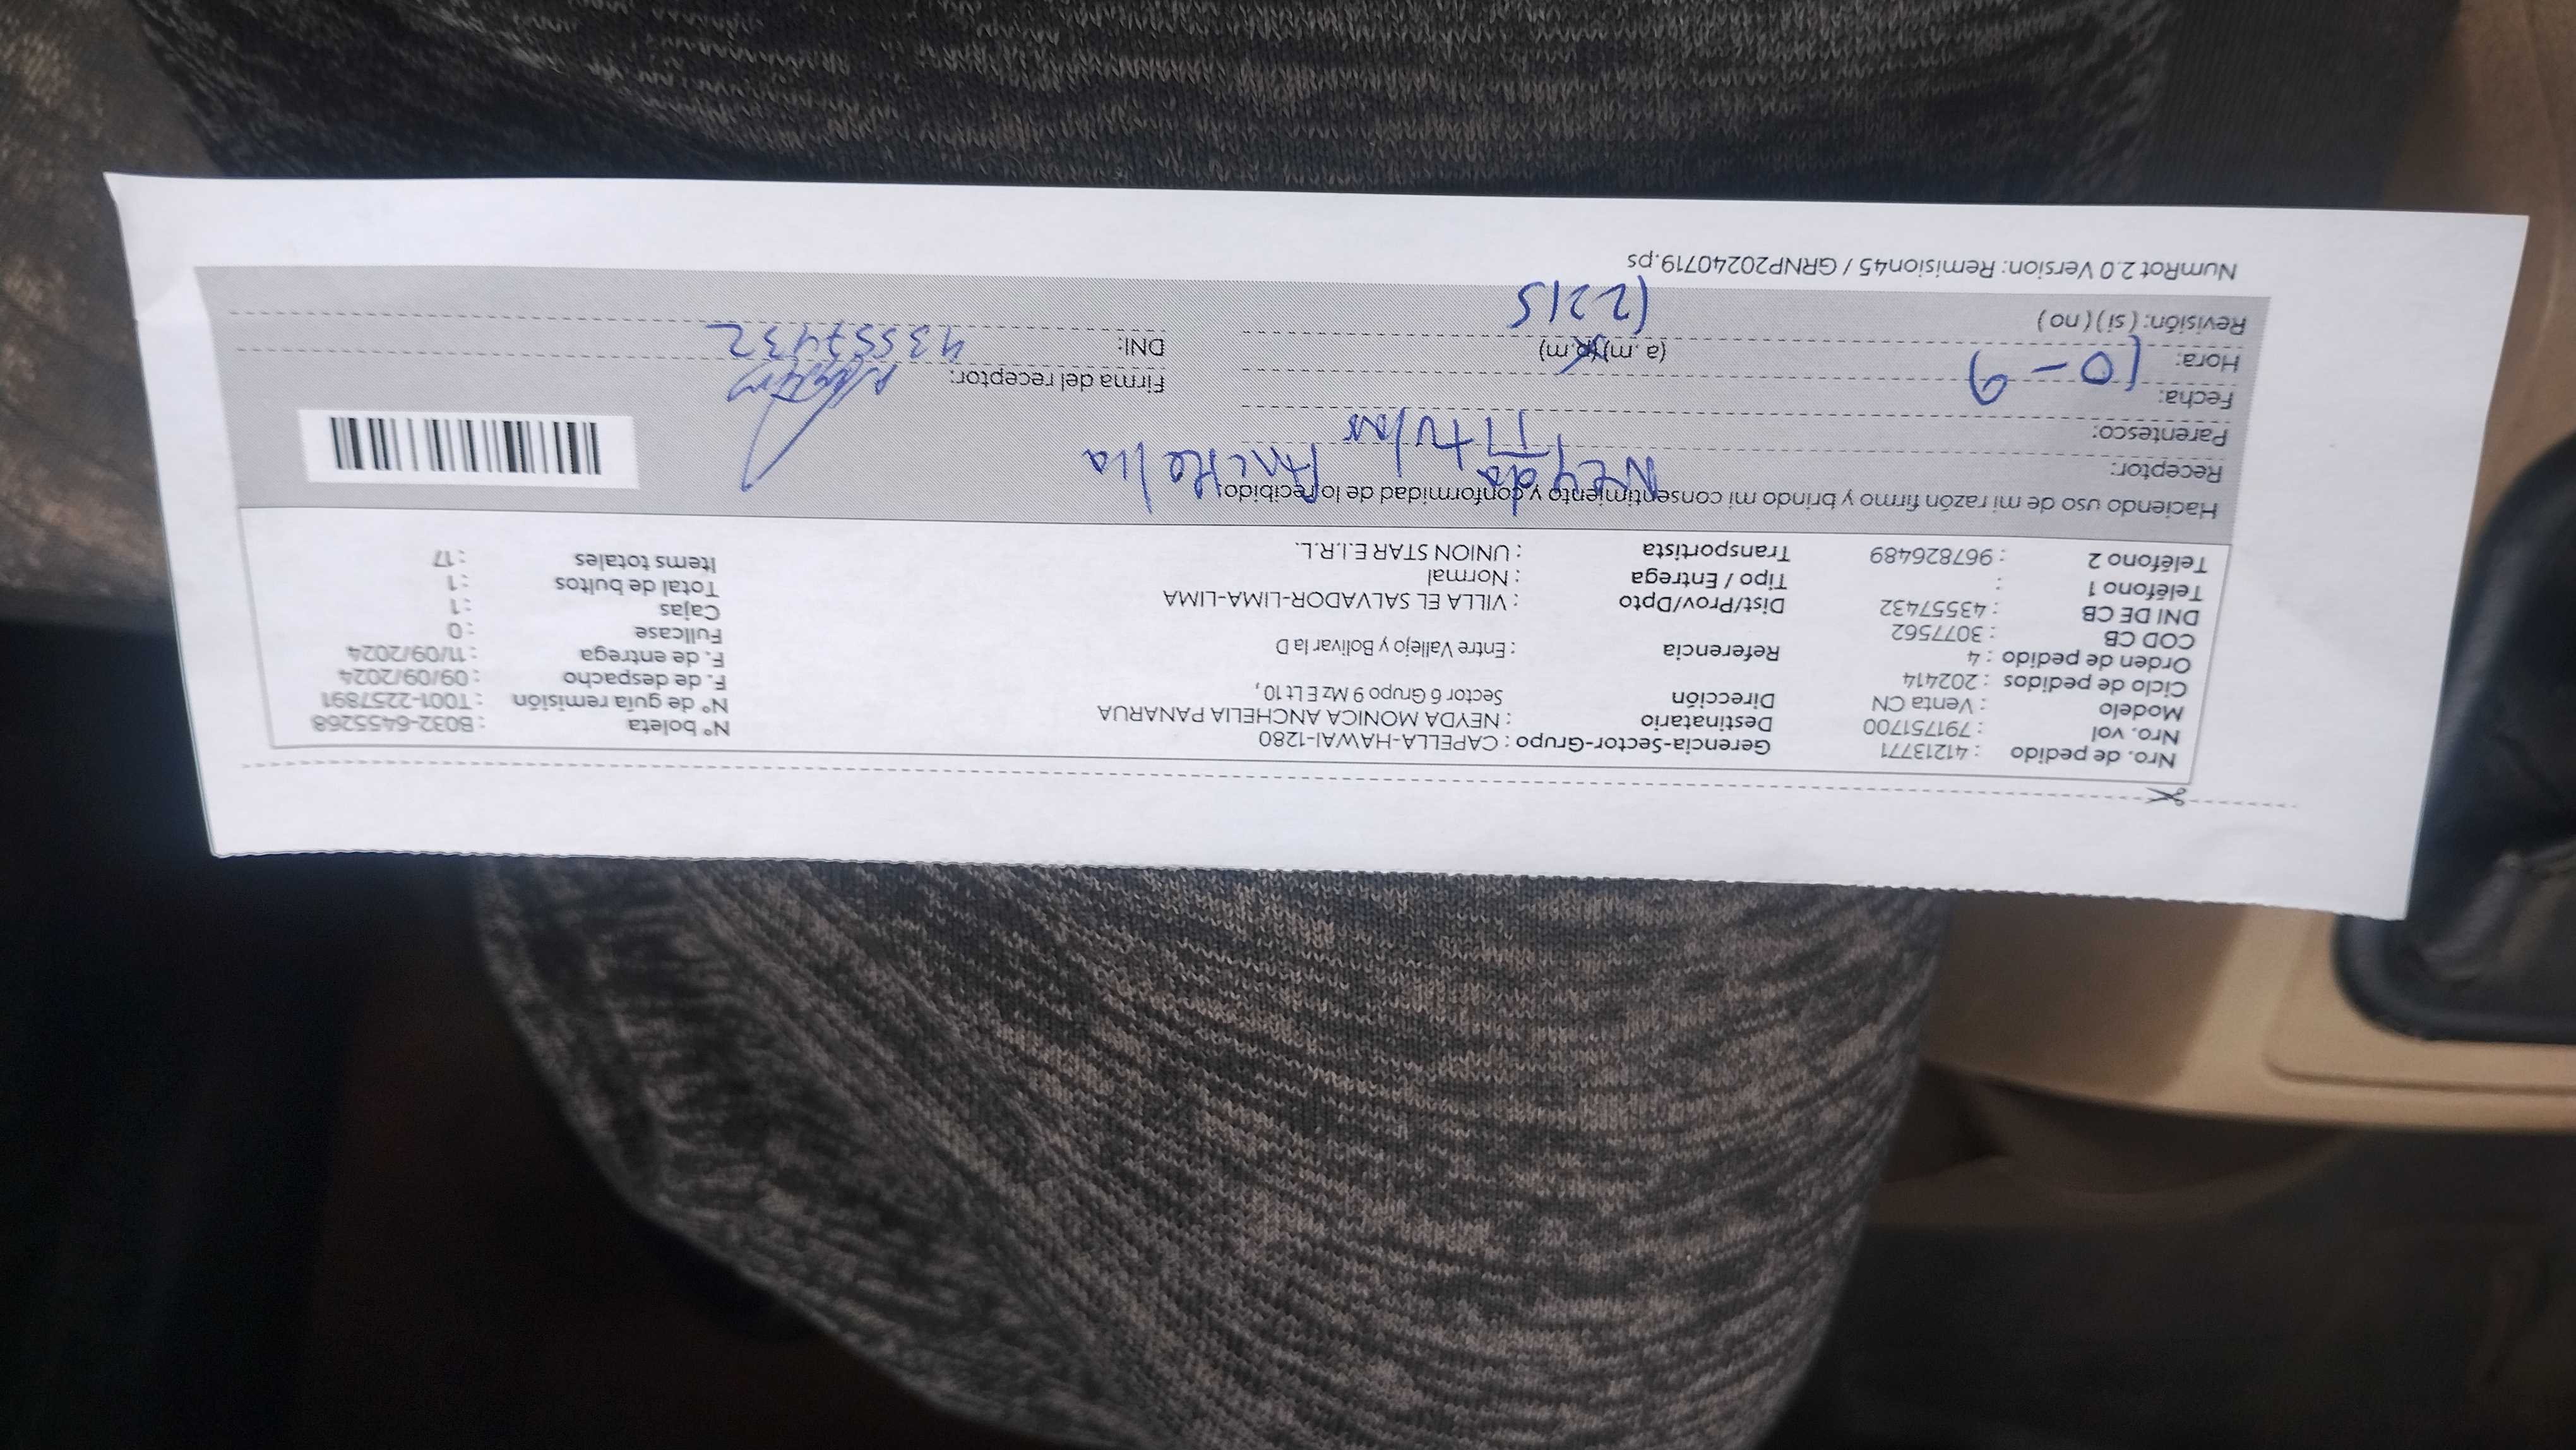 Nro. de pedido : 41213771 Gerencia-Sector-Grupo : CAPELLA-HAWAI-1280 N° boleta : B032-6455268
Nro. vol : 791751700 Destinatario : NEYDA MONICA ANCHELIA PANARUA N° de guía remisión : T001-2257891
Modelo : Venta CN Dirección Sector 6 Grupo 9 Mz E Lt 10, F. de despacho : 09/09/2024
Ciclo de pedidos : 202414 F. de entrega : 11/09/2024
Orden de pedido : 4 Referencia : Entre Vallejo y Bolivar la D Fullcase : 0
COD CB : 3077562 Dist/Prov/Dpto : VILLA EL SALVADOR-LIMA-LIMA Cajas : 1
DNI DE CB : 43557432 Tipo / Entrega : Normal Total de bultos : 1
Teléfono 1 : Transportista : UNION STAR E.I.R.L. Items totales : 17
Teléfono 2 : 967826489
Haciendo uso de mi razón firmo y brindo mi consentimiento y conformidad de lo recibido
Receptor: Neyda Anchelia
Parentesco: Titular
Fecha: 10-9 Firma del receptor:
Hora: (a.m) (p.m) DNI: 43557432
Revisión: ( si ) ( no )
NumRot 2.0 Version: Remision45 / GRNP20240719.ps